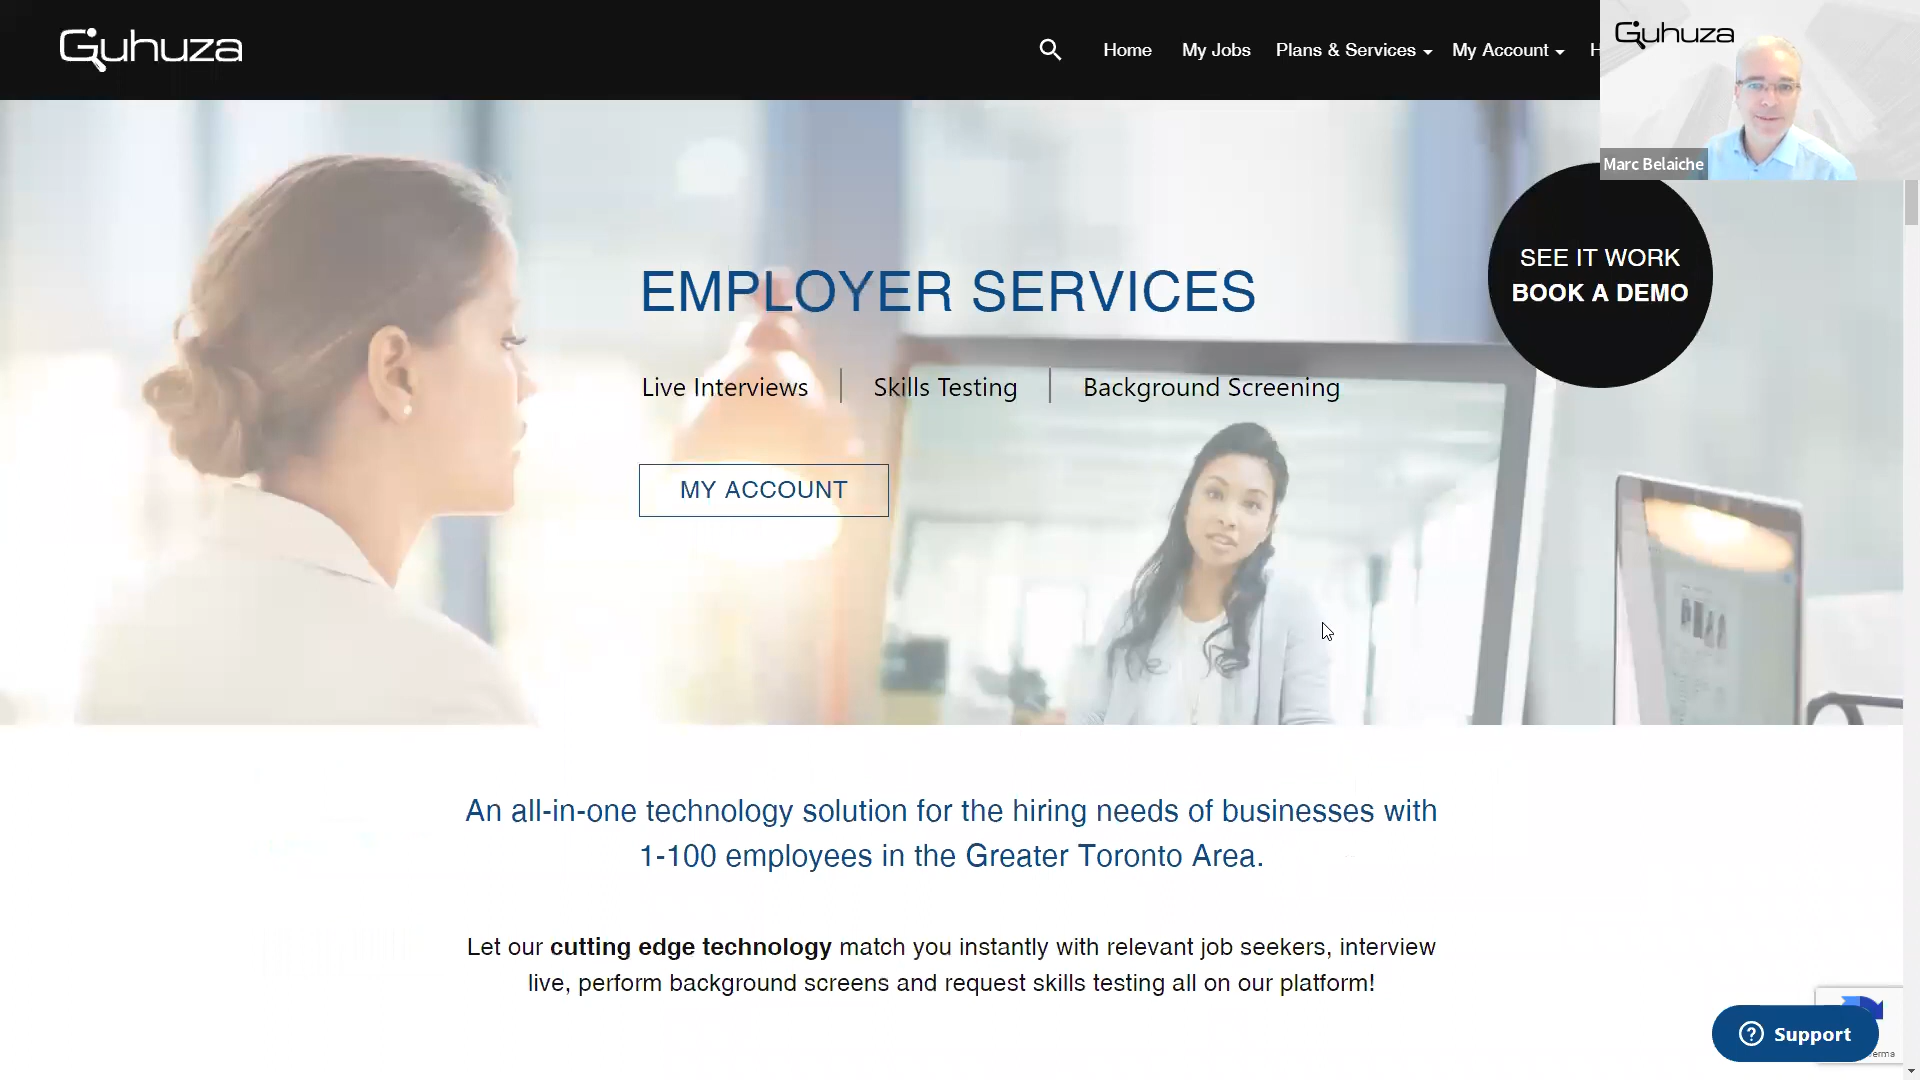 Guhuza
Home
My Jobs
Plans & Services
My Account
H
Guhuza
Marc Belaiche
SEE IT WORK
BOOK A DEMO
EMPLOYER SERVICES
Live Interviews
Skills Testing
Background Screening
MY ACCOUNT
An all-in-one technology solution for the hiring needs of businesses with
1-100 employees in the Greater Toronto Area.
Let our cutting edge technology match you instantly with relevant job seekers, interview
live, perform background screens and request skills testing all on our platform!
Support